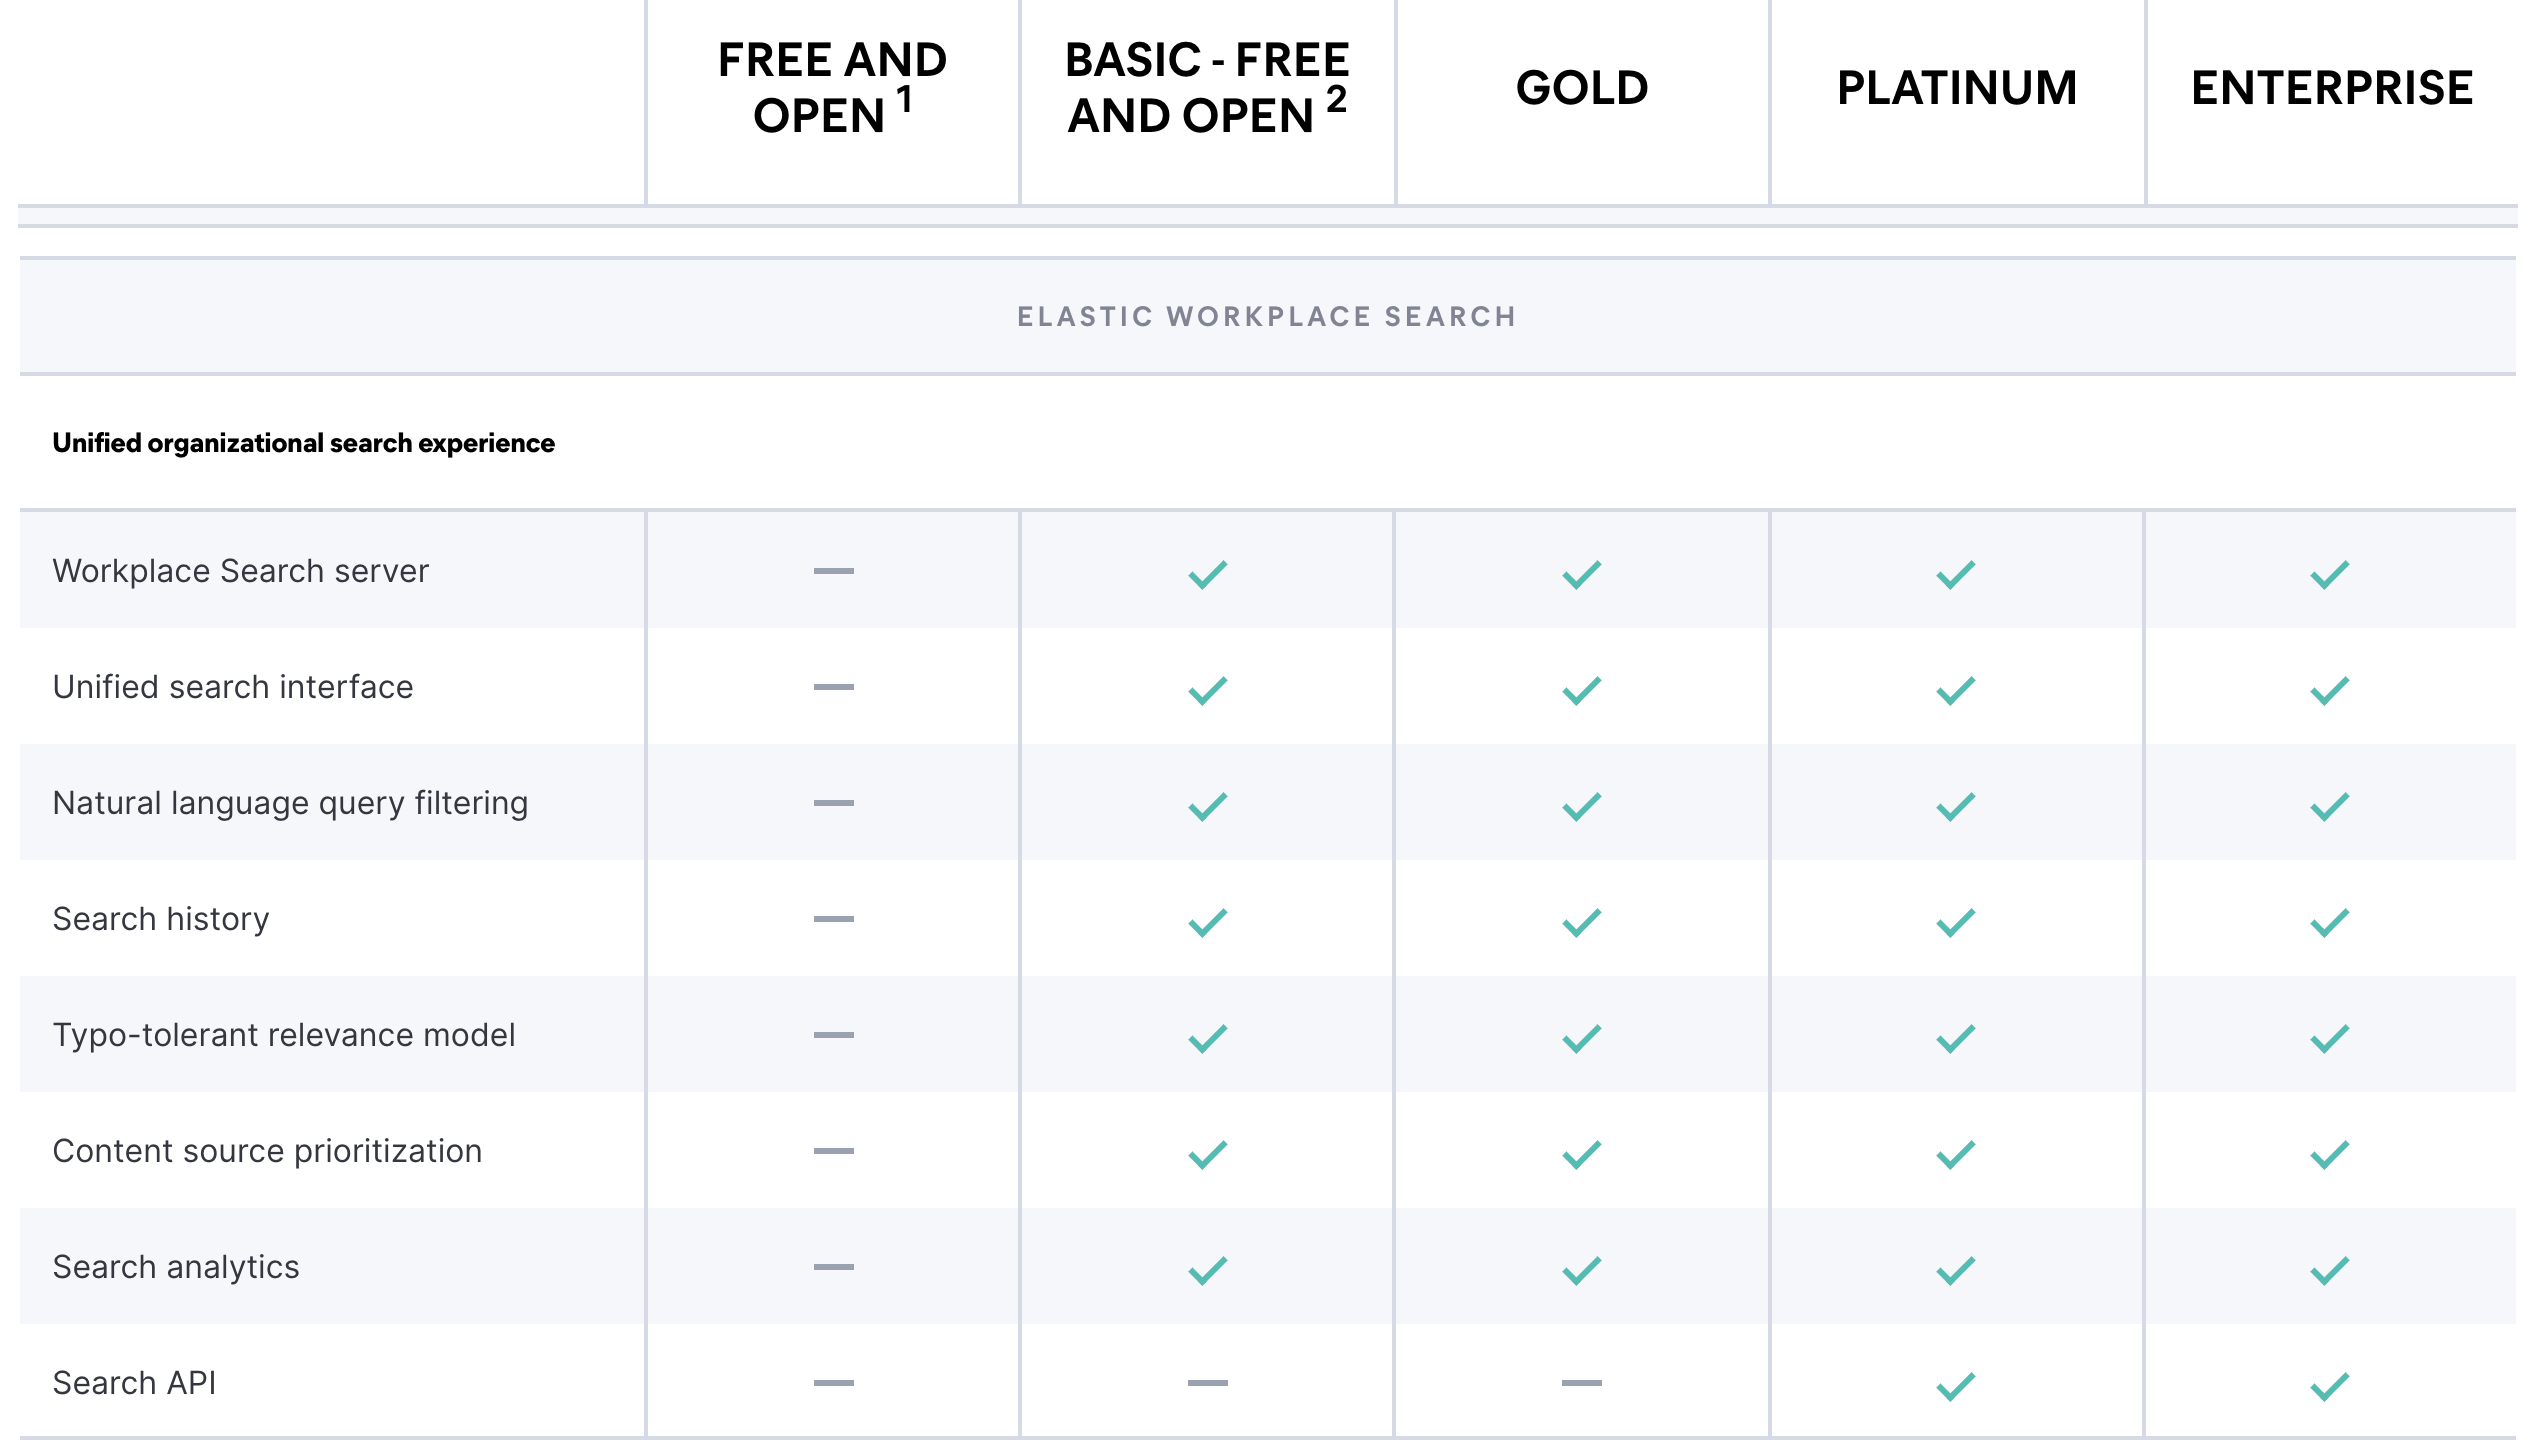 FREE AND
OPEN 1
BASIC - FREE
AND OPEN 2
GOLD
PLATINUM
ENTERPRISE
ELASTIC WORKPLACE SEARCH
Unified organizational search experience
Workplace Search server
Unified search interface
Natural language query filtering
Search history
Typo-tolerant relevance model
Content source prioritization
Search analytics
Search API